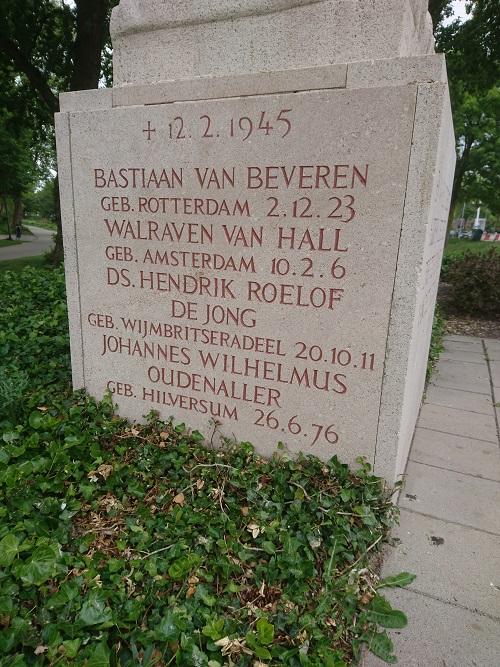 ✝ 12.2.1945
BASTIAAN VAN BEVEREN
GEB. ROTTERDAM 2.12.23
WALRAVEN VAN HALL
GEB. AMSTERDAM 10.2.6
DS. HENDRIK ROELOF
DE JONG
GEB. WIJMBRITSERADEEL 20.10.11
JOHANNES WILHELMUS
OUDENALLER
GEB. HILVERSUM 26.6.76